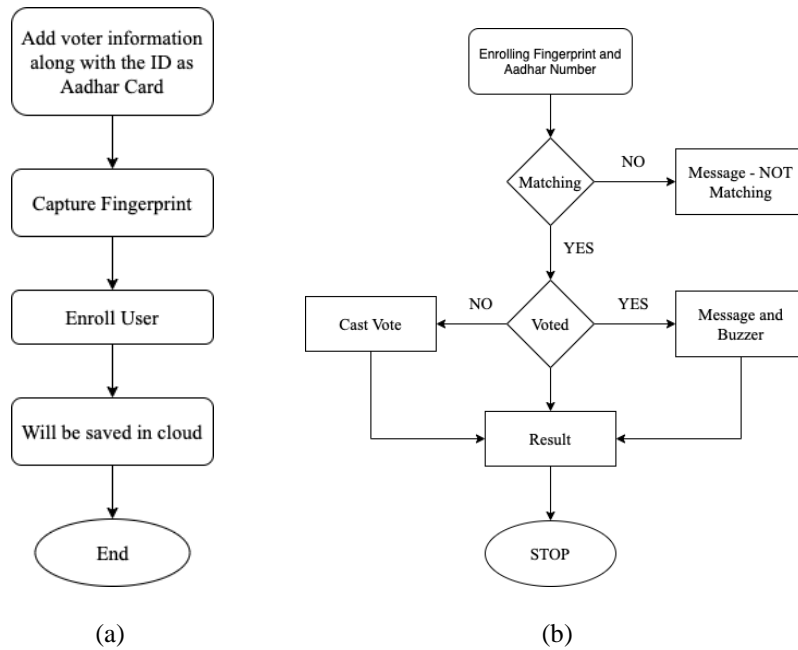 Add voter information
along with the ID as
Aadhar Card
Capture Fingerprint
Enroll User
Will be saved in cloud
End
(a)
Enrolling Fingerprint and
Aadhar Number
Matching
NO
Message - NOT
Matching
YES
Voted
NO
Cast Vote
YES
Message and
Buzzer
Result
STOP
(b)